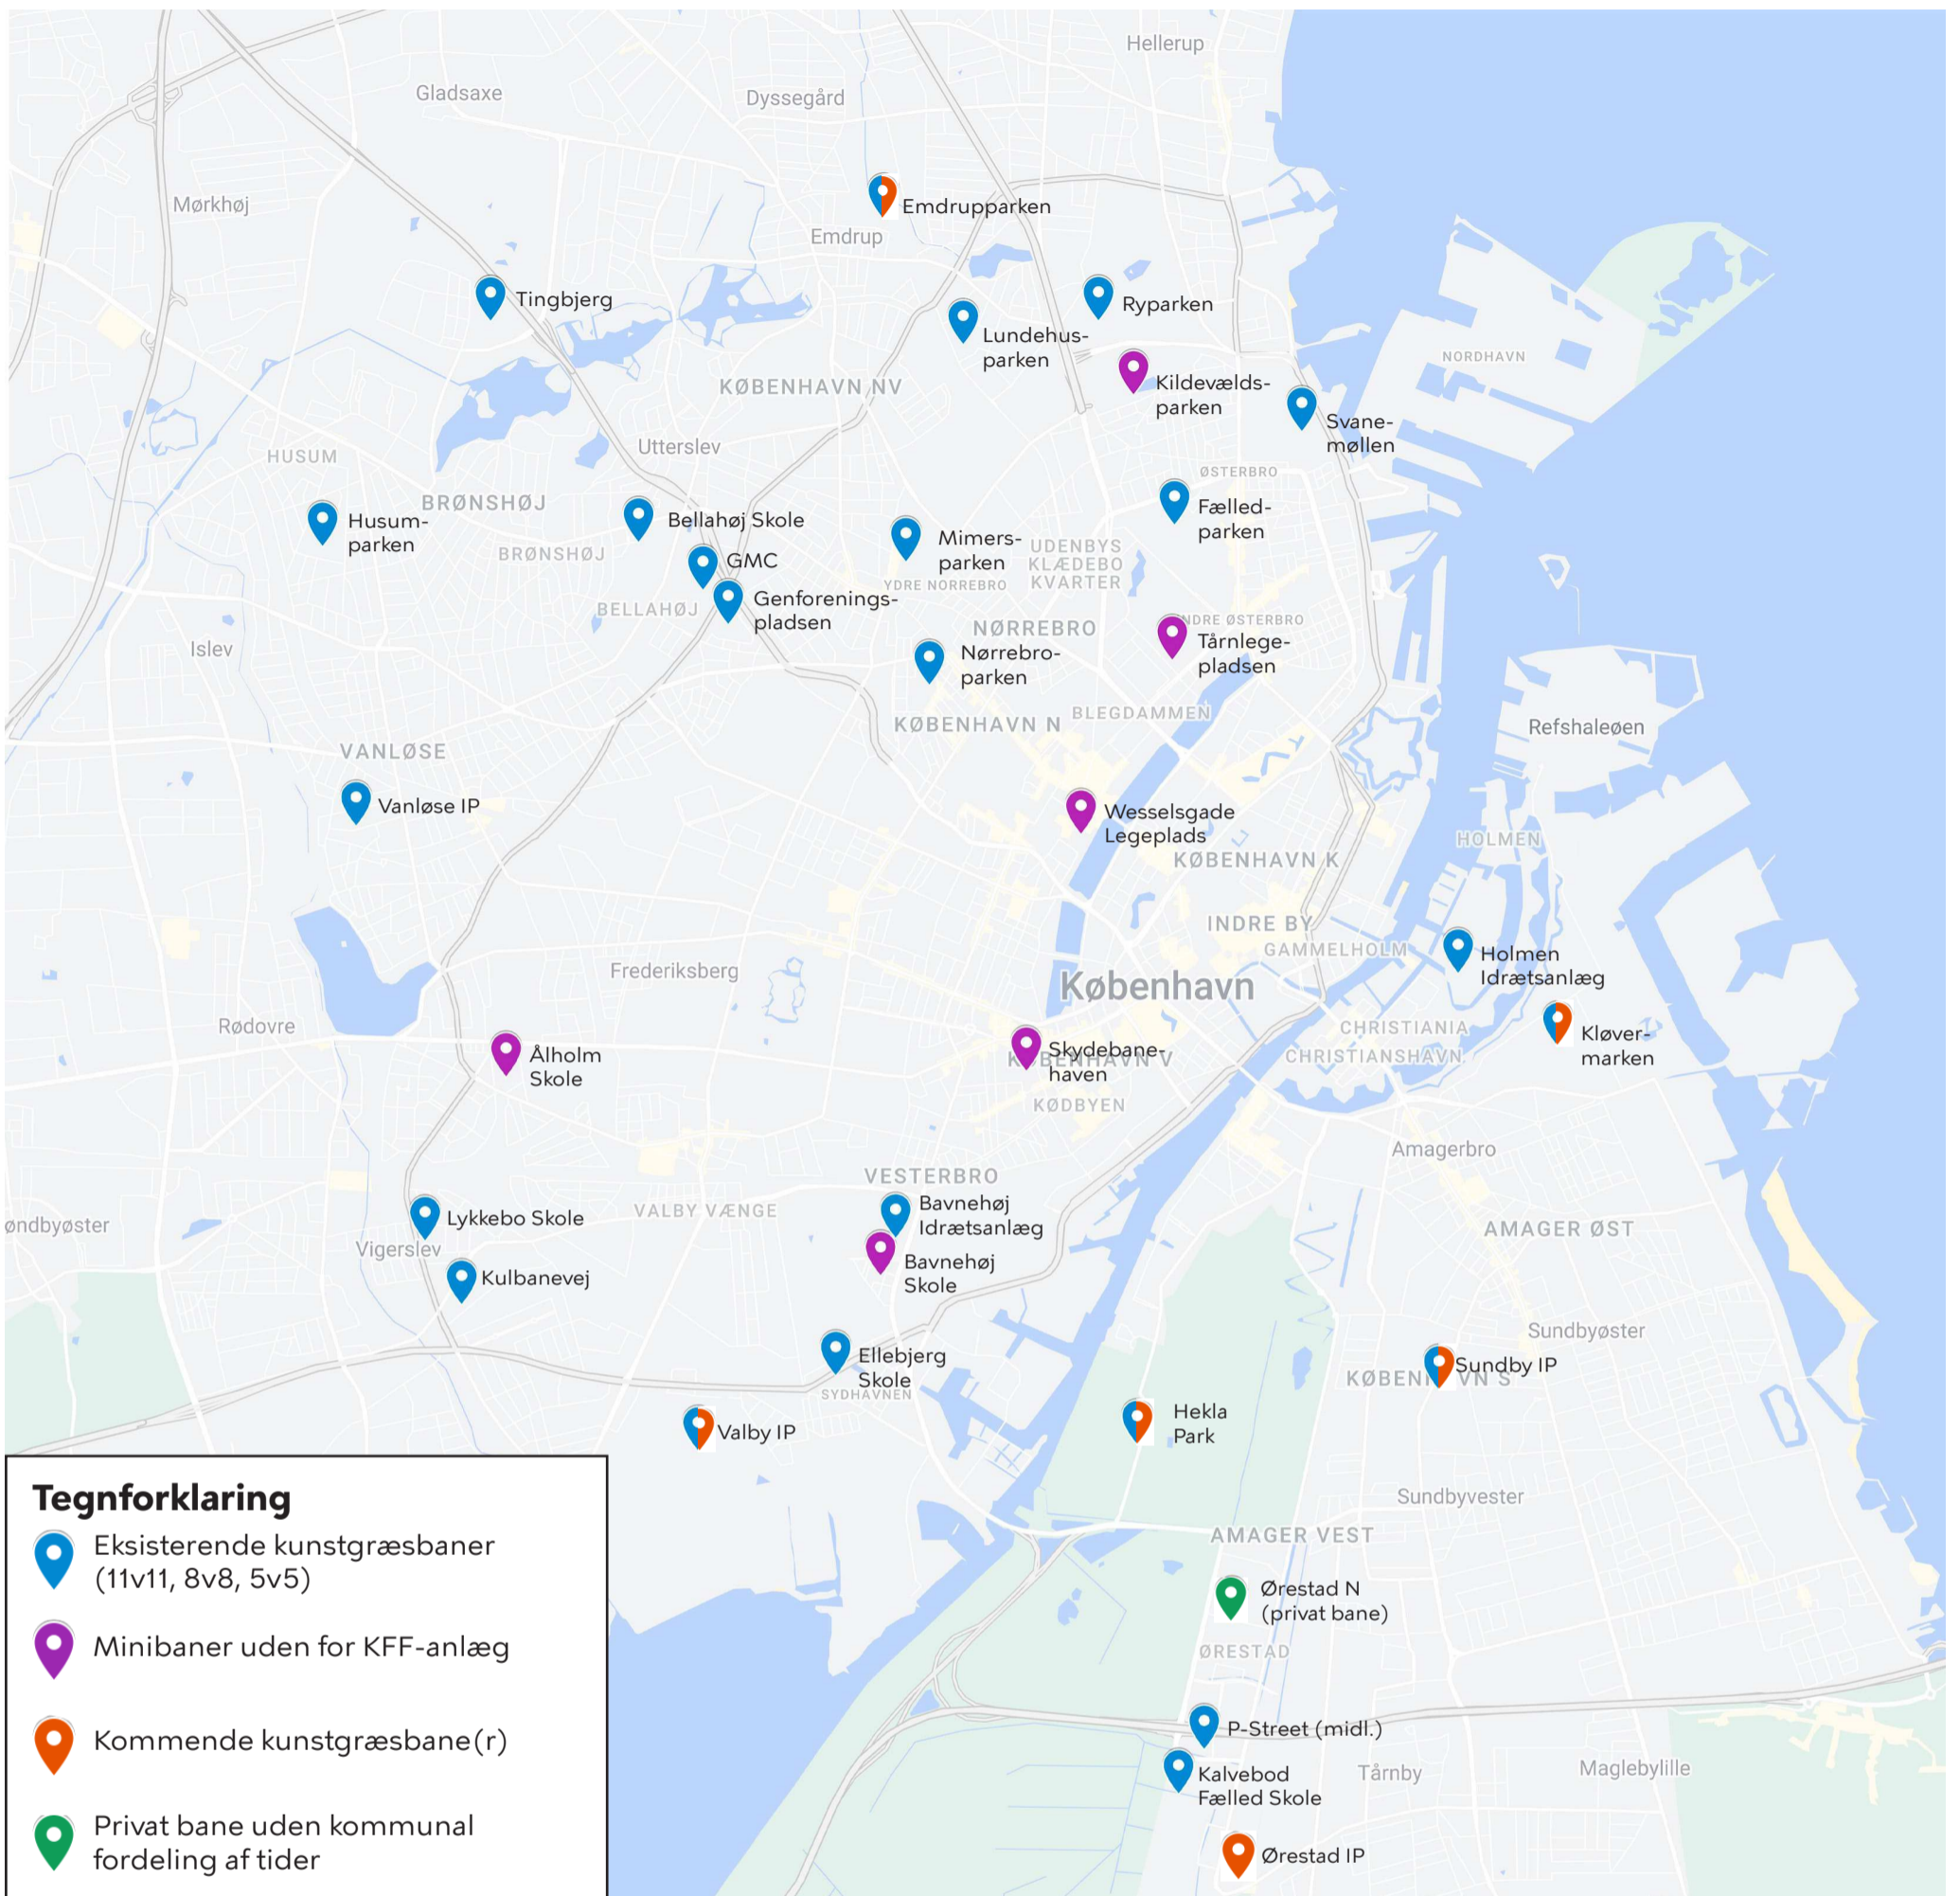 Hellerup
Gladsaxe
Dyssegård
Mørkhøj
Emdrupparken
Emdrup
Tingbjerg
Ryparken
Lundehus-
parken
NORDHAVN
KØBENHAVN NV
Kildevælds-
parken
Svane-
møllen
Utterslev
HUSUM
ØSTERBRO
BRØNSHØJ
Husum-
parken
Bellahøj Skole
Fælled-
parken
Mimers-
parken
UDENBYS
KLÆDEBO
KVARTER
BRØNSHØJ
GMC
YDRE NORREBRO
Genforenings-
pladsen
BELLAHØJ
NØRREBRO
NDRE ØSTERBRO
Tårnlege-
pladsen
Islev
Nørrebro-
parken
BLEGDAMMEN
KØBENHAVN N
Refshaleøen
VANLØSE
Vanløse IP
Wesselsgade
Legeplads
HOLMEN
KØBENHAVN K
INDRE BY
GAMMELHOLM
Holmen
Idrætsanlæg
Frederiksberg
København
Rødovre
CHRISTIANIA
Kløver-
marken
Ålholm
Skole
Skydebane-
haven
KØBENHAVN V
CHRISTIANSHAVN
KØDBYEN
Amagerbro
VESTERBRO
Bavnehøj
Idrætsanlæg
øndbyøster
Lykkebo Skole
VALBY VÆNGE
AMAGER ØST
Vigerslev
Bavnehøj
Skole
Kulbanevej
Sundbyøster
Ellebjerg
Skole
SYDHAVNEN
Sundby IP
KØBENHAVN S
Valby IP
Hekla
Park
Sundbyvester
AMAGER VEST
Ørestad N
(privat bane)
ØRESTAD
P-Street (midl.)
Kalvebod
Fælled Skole
Tårnby
Maglebylille
Ørestad IP
Tegnforklaring
Eksisterende kunstgræsbaner
(11v11, 8v8, 5v5)
Minibaner uden for KFF-anlæg
Kommende kunstgræsbane(r)
Privat bane uden kommunal
fordeling af tider